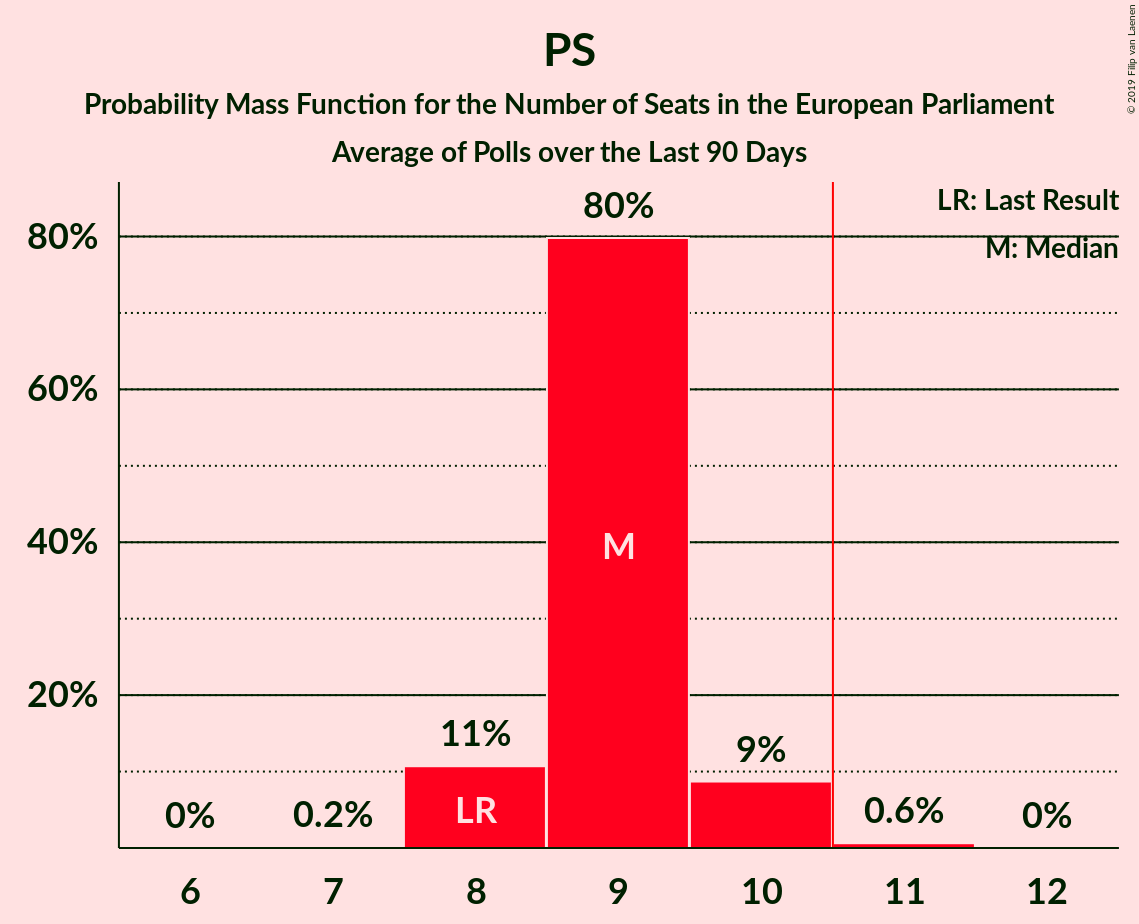 PS
Probability Mass Function for the Number of Seats in the European Parliament
Average of Polls over the Last 90 Days
© 2019 Filip van Laenen
LR: Last Result
M: Median
80%
60%
40%
20%
0%
0.2%
11%
80%
9%
0.6%
0%
LR
M
6
7
8
9
10
11
12